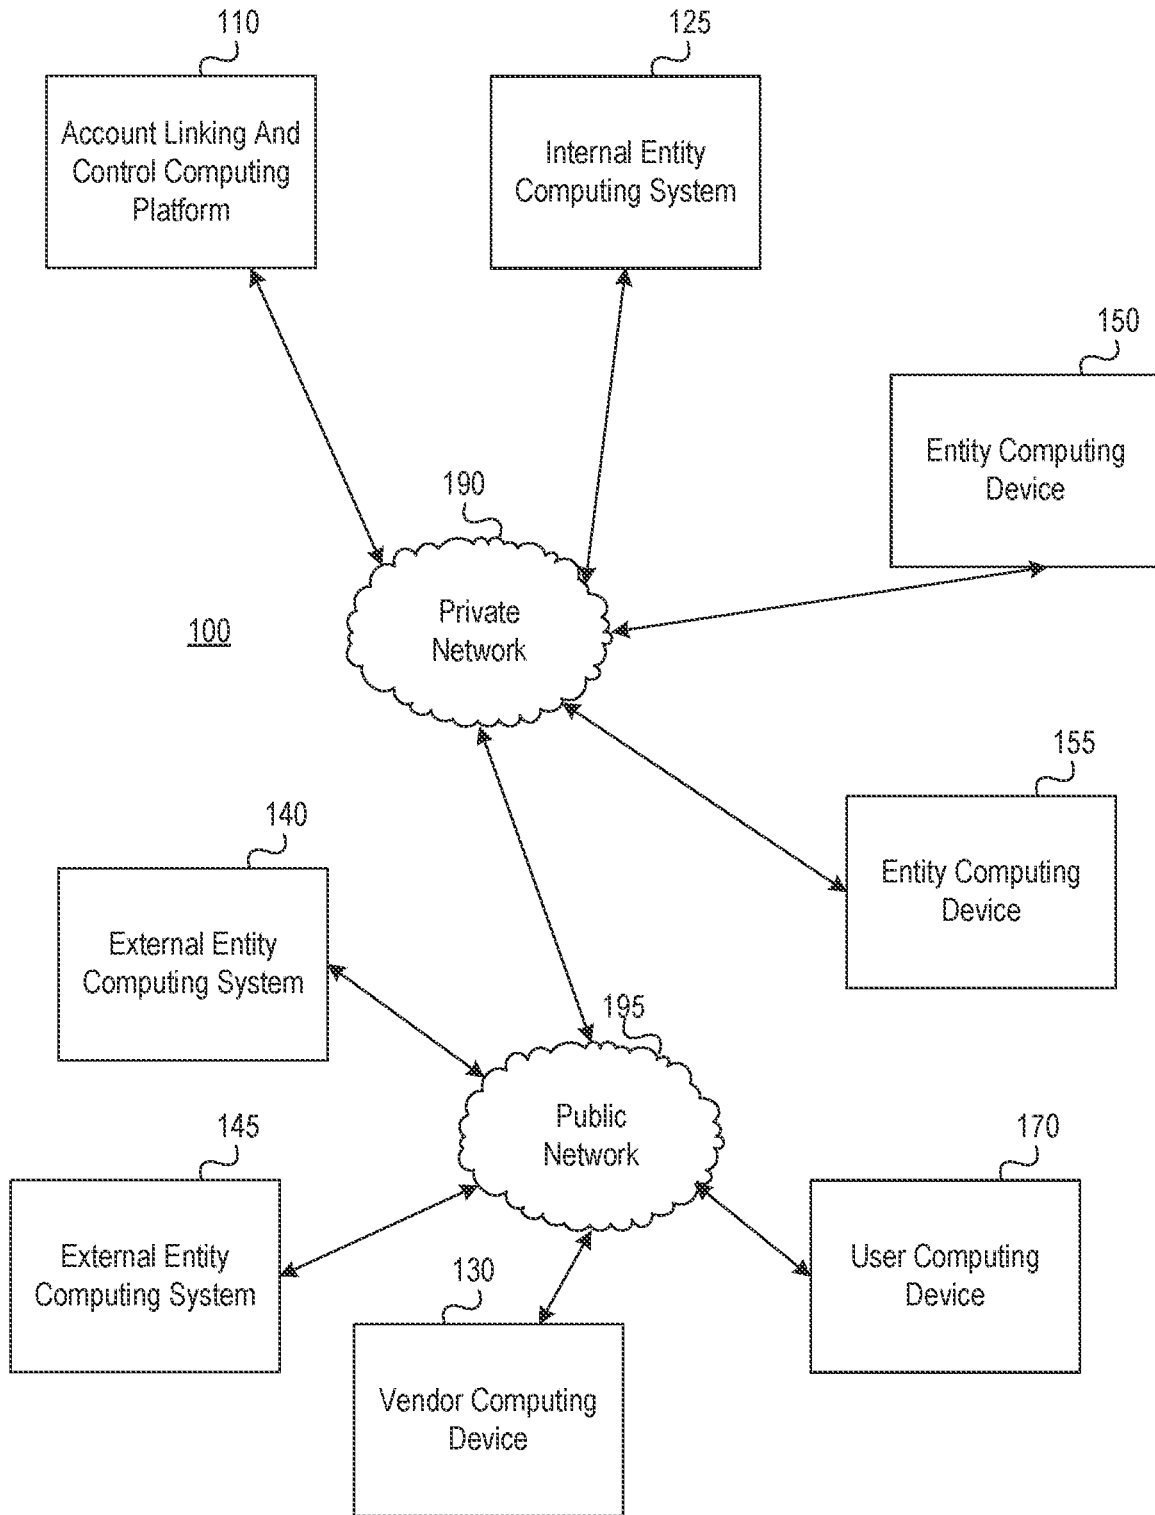 110
Account Linking And
Control Computing
Platform
125
Internal Entity
Computing System
150
Entity Computing
Device
190
Private
Network
100
155
Entity Computing
Device
140
External Entity
Computing System
195
Public
Network
145
External Entity
Computing System
130
Vendor Computing
Device
170
User Computing
Device